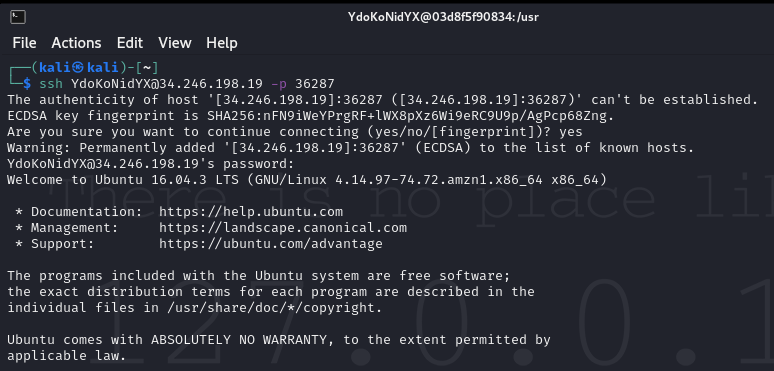 YdoKoNidYX@03d8f5f90834:/usr
File Actions Edit View Help
┌──(kali㉿kali)-[~]
└─$ ssh YdoKoNidYX@34.246.198.19 -p 36287
The authenticity of host '[34.246.198.19]:36287 ([34.246.198.19]:36287)' can't be established.
ECDSA key fingerprint is SHA256:nFN9iWeYPrgRF+lWX8pXz6Wi9eRC9U9p/AgPcp68Zng.
Are you sure you want to continue connecting (yes/no/[fingerprint])? yes
Warning: Permanently added '[34.246.198.19]:36287' (ECDSA) to the list of known hosts.
YdoKoNidYX@34.246.198.19's password:
Welcome to Ubuntu 16.04.3 LTS (GNU/Linux 4.14.97-74.72.amzn1.x86_64 x86_64)
There is no place li
* Documentation: https://help.ubuntu.com
* Management: https://landscape.canonical.com
* Support: https://ubuntu.com/advantage
The programs included with the Ubuntu system are free software;
the exact distribution terms for each program are described in the
individual files in /usr/share/doc/*/copyright.
127.0.0.
Ubuntu comes with ABSOLUTELY NO WARRANTY, to the extent permitted by
applicable law.